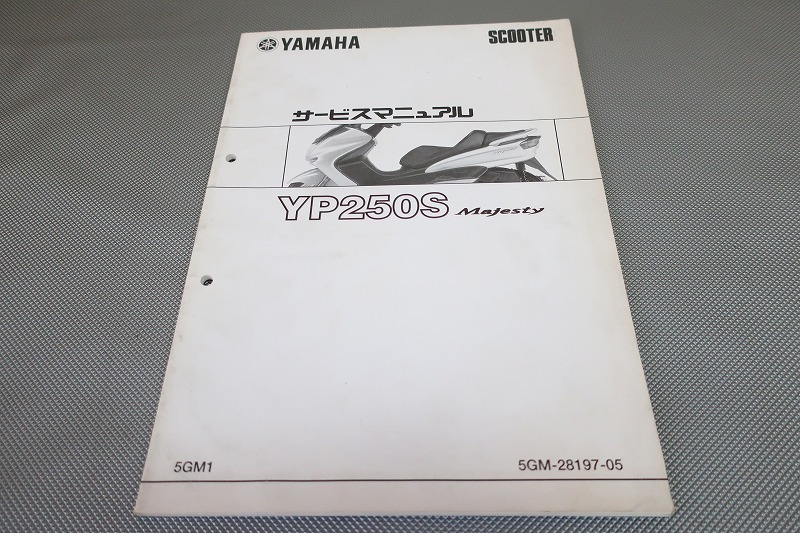 YAMAHA SCOOTER
サービスマニュアル
YP250S Majesty
5GM1 5GM-28197-05